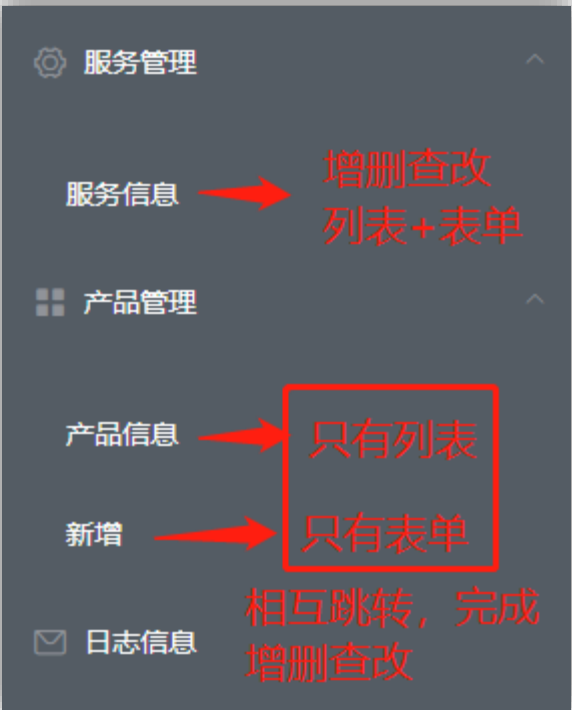 服务管理
服务信息
增删查改
列表+表单
产品管理
产品信息
只有列表
新增
只有表单
相互跳转，完成
增删查改
日志信息